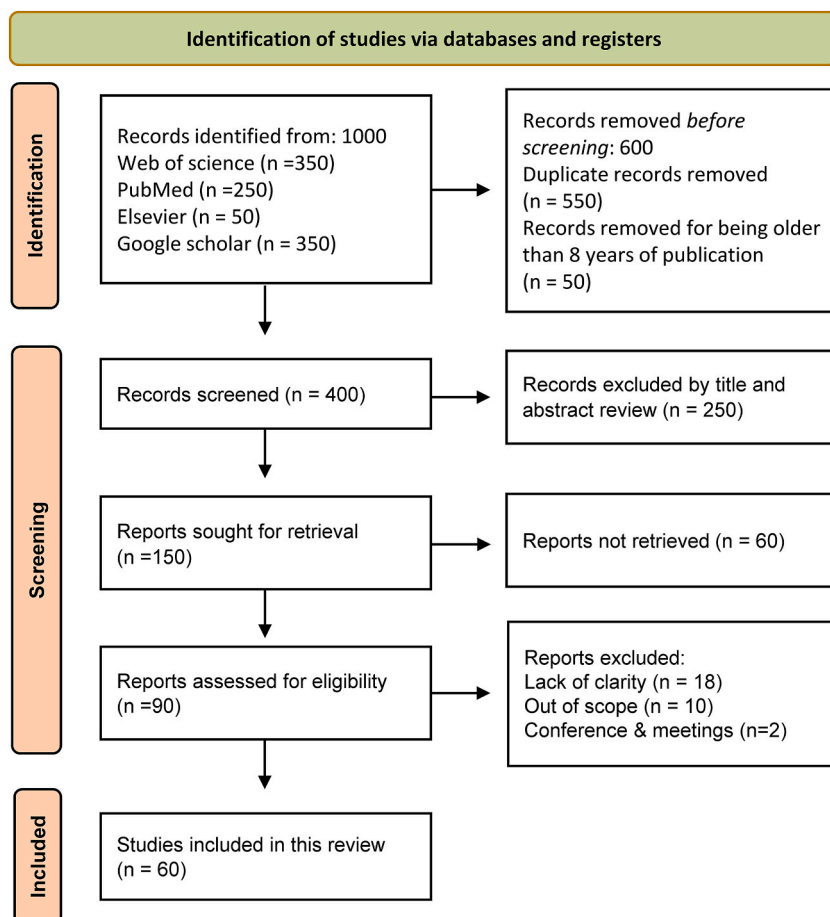 Identification of studies via databases and registers
Identification
Records identified from: 1000
Web of science (n =350)
PubMed (n =250)
Elsevier (n = 50)
Google scholar (n = 350)
Records removed before
screening: 600
Duplicate records removed
(n = 550)
Records removed for being older
than 8 years of publication
(n = 50)
Screening
Records screened (n = 400)
Records excluded by title and
abstract review (n = 250)
Reports sought for retrieval
(n =150)
Reports not retrieved (n = 60)
Reports assessed for eligibility
(n =90)
Reports excluded:
Lack of clarity (n = 18)
Out of scope (n = 10)
Conference & meetings (n=2)
Included
Studies included in this review
(n = 60)